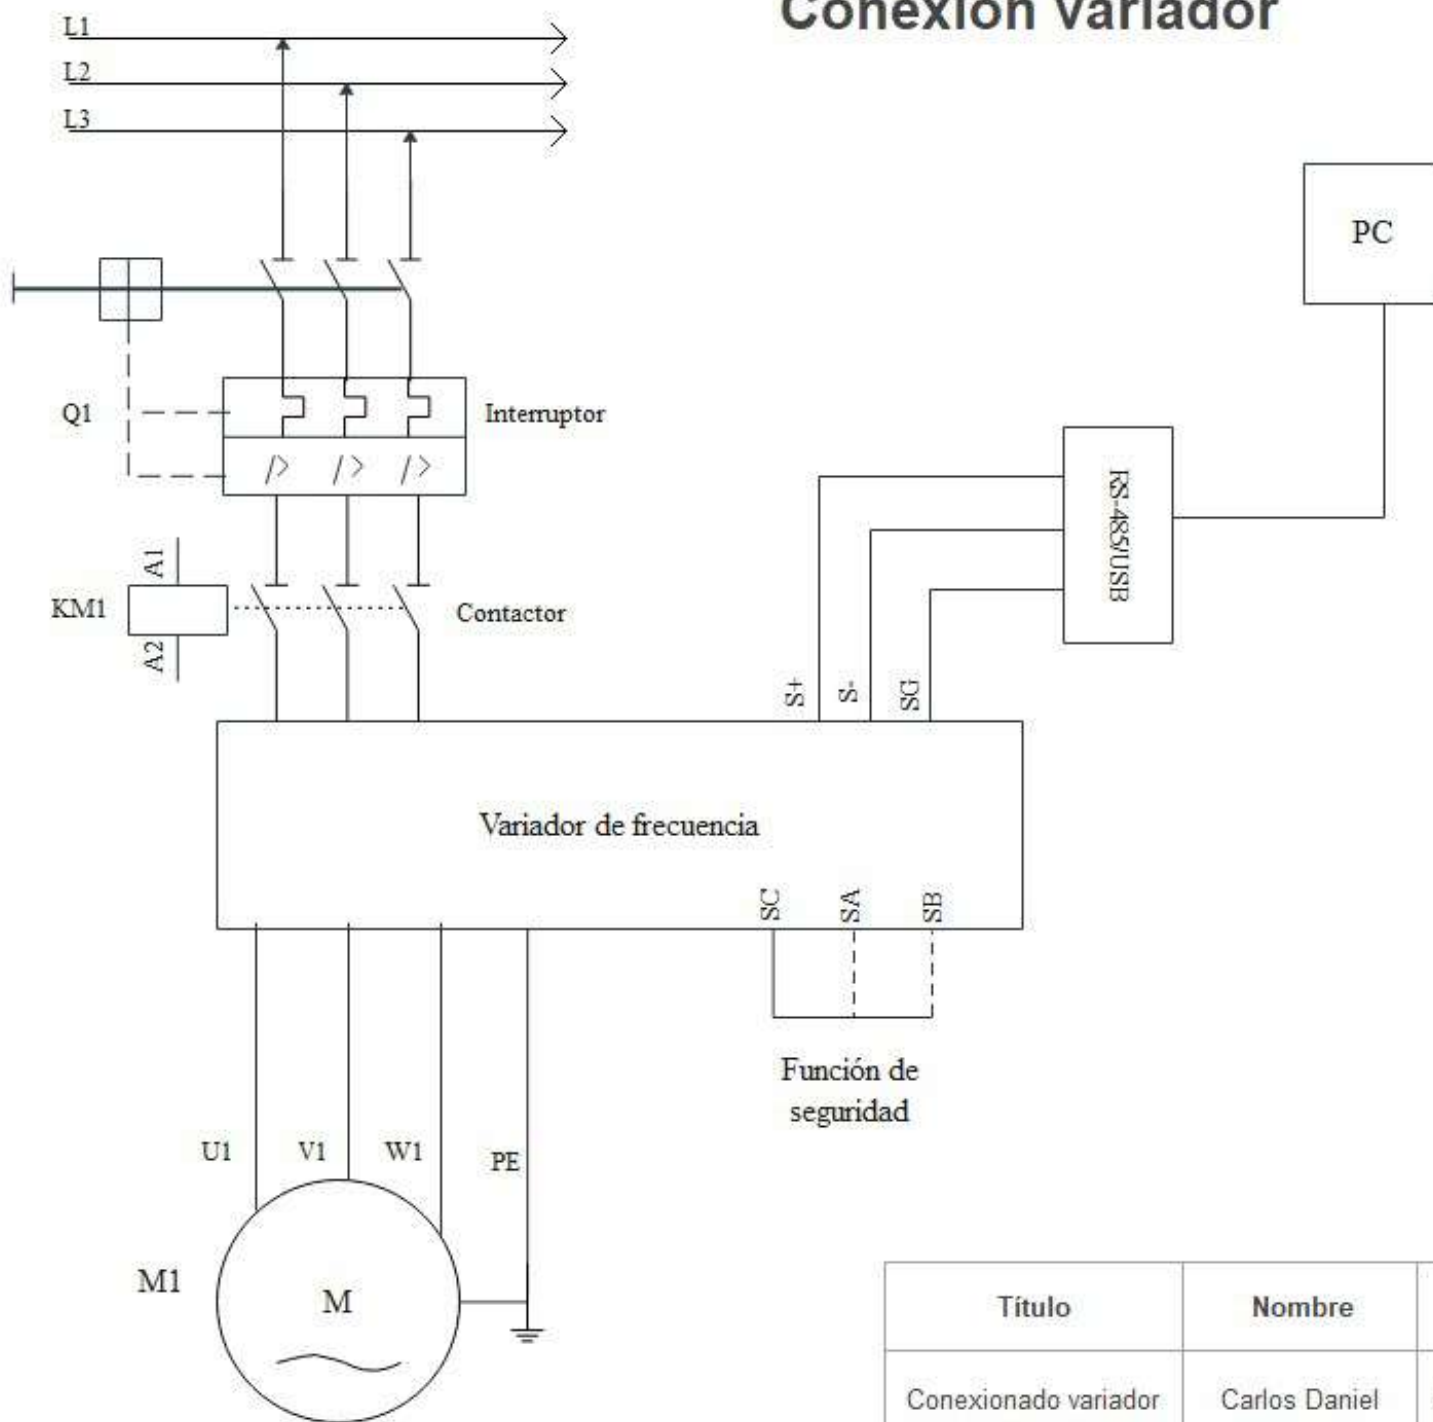 Conexión Variador
L1
L2
L3
PC
Q1
Interruptor
RS-485/USB
A1
KM1
Contactor
A2
S+
S-
SG
Variador de frecuencia
SC
SA
SB
Función de
seguridad
U1
V1
W1
PE
M1
M
Título
Nombre
Conexionado variador
Carlos Daniel